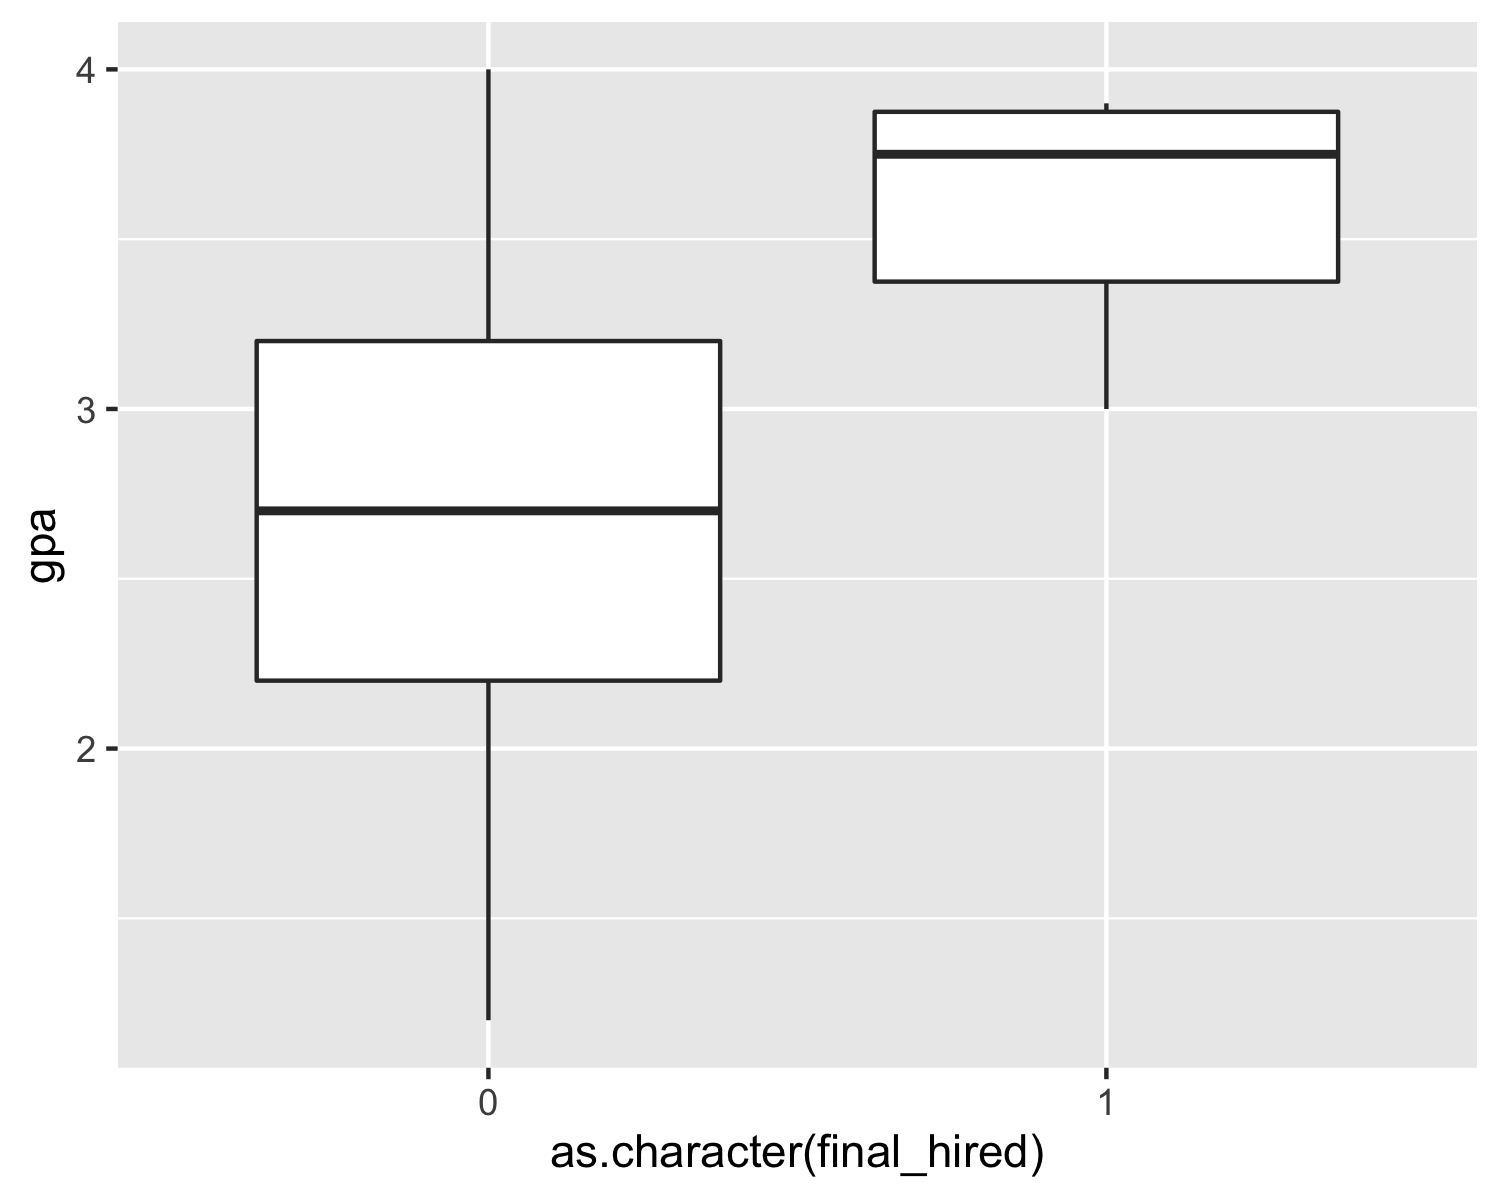 4
3
2
gpa
0 1
as.character(final_hired)